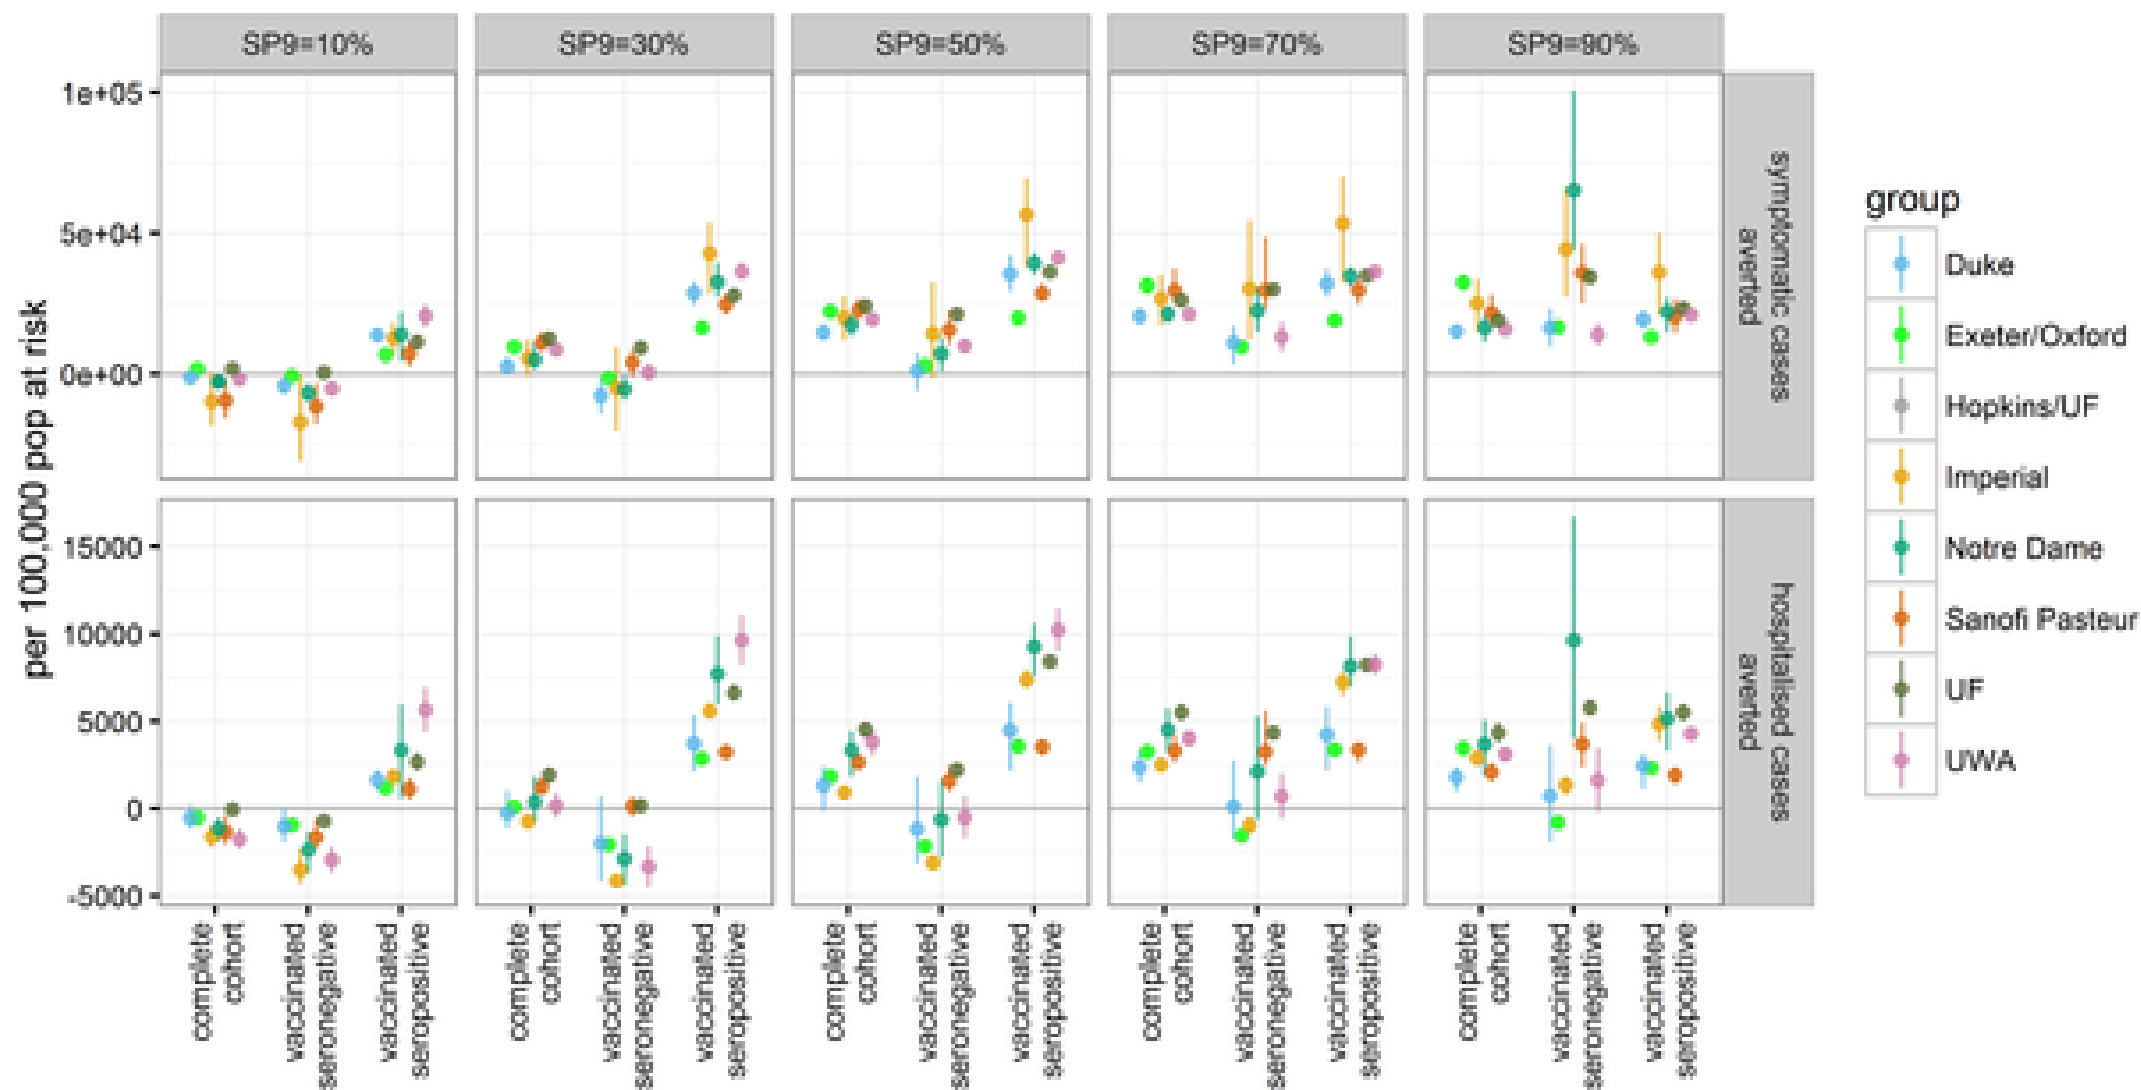 SP9=10% SP9=30% SP9=50% SP9=70% SP9=90%
per 100,000 pop at risk
1e+05
5e+04
0e+00
symptomatic cases
averted
15000
10000
5000
0
-5000
hospitalised cases
averted
complete
cohort
vaccinated
seronegative
vaccinated
seropositive
complete
cohort
vaccinated
seronegative
vaccinated
seropositive
complete
cohort
vaccinated
seronegative
vaccinated
seropositive
complete
cohort
vaccinated
seronegative
vaccinated
seropositive
complete
cohort
vaccinated
seronegative
vaccinated
seropositive
group
Duke
Exeter/Oxford
Hopkins/UF
Imperial
Notre Dame
Sanofi Pasteur
UF
UWA